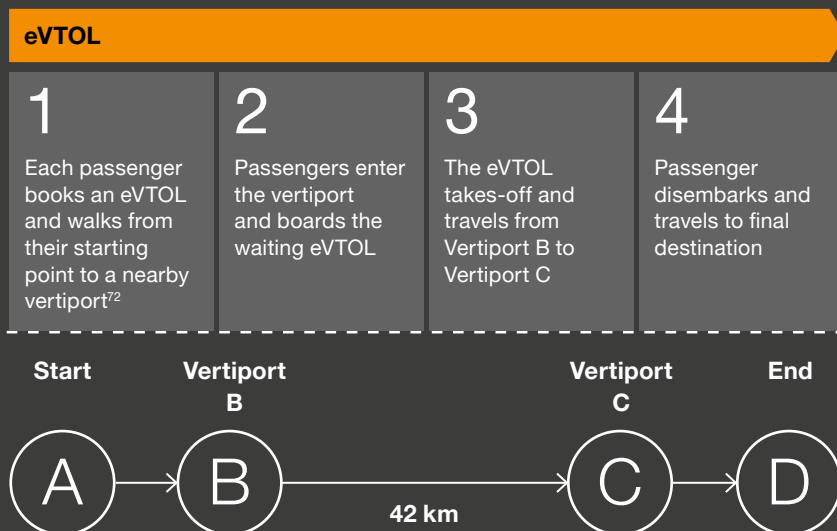 eVTOL
1
Each passenger
books an eVTOL
and walks from
their starting
point to a nearby
vertiport72
2
Passengers enter
the vertiport
and boards the
waiting eVTOL
3
The eVTOL
takes-off and
travels from
Vertiport B to
Vertiport C
4
Passenger
disembarks and
travels to final
destination
Start
Vertiport
B
Vertiport
C
End
A
B
C
D
42 km